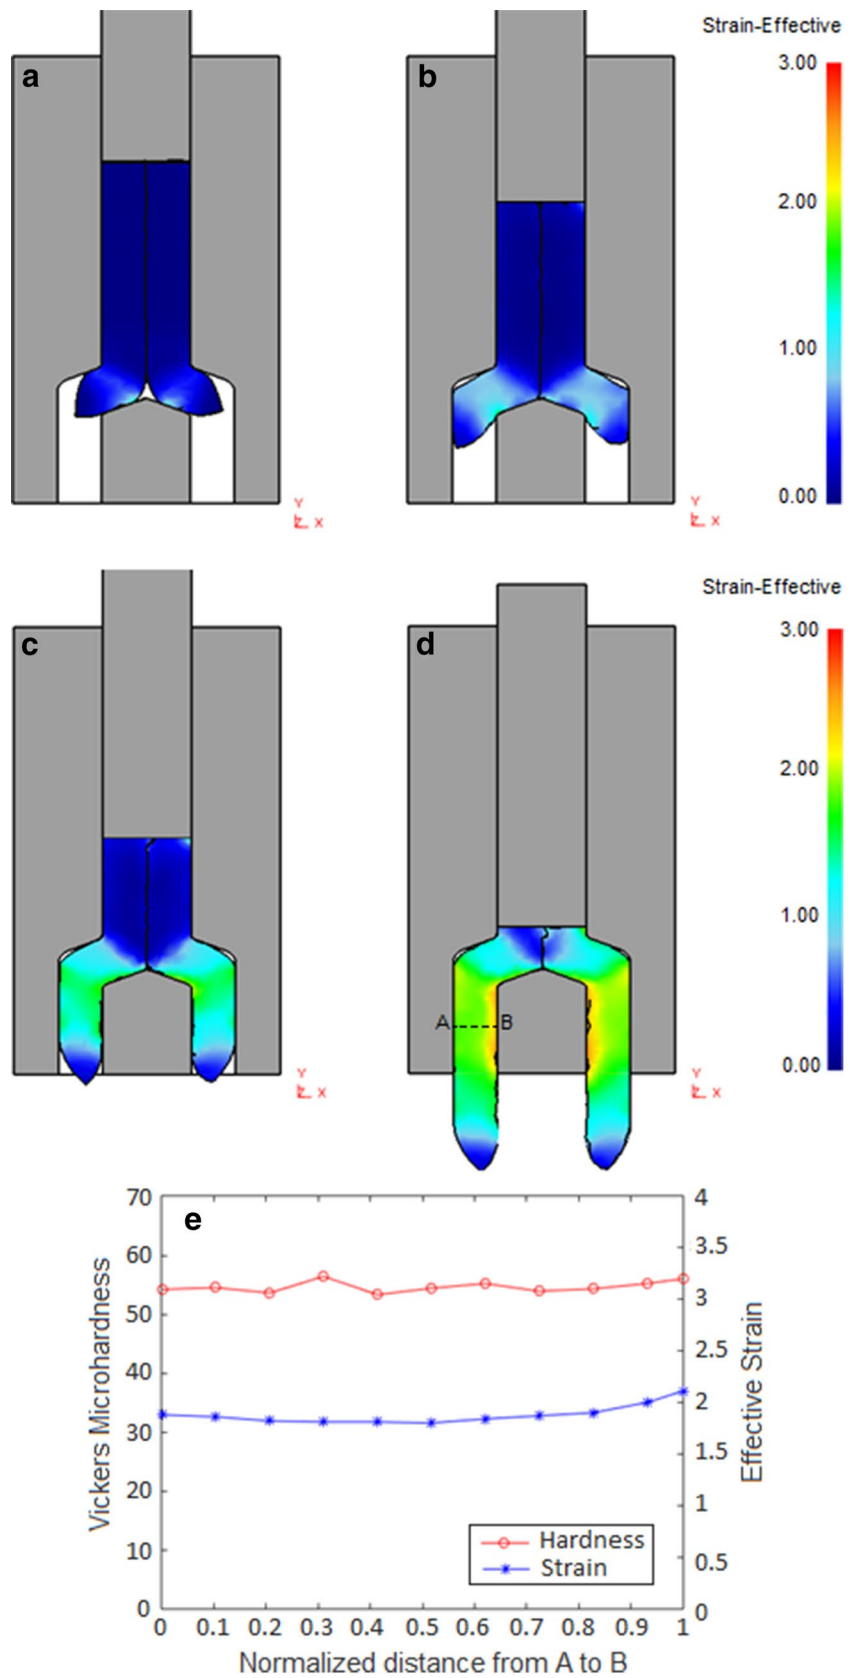 Strain-Effective
a
b
3.00
2.00
1.00
0.00
Y
Z X
Y
Z X
Strain-Effective
c
d
3.00
2.00
1.00
0.00
A B
Y
Z X
Y
Z X
e
70
60
50
40
30
20
10
0
Vickers Microhardness
4
3.5
3
2.5
2
1.5
1
0.5
0
Effective Strain
Hardness
Strain
0 0.1 0.2 0.3 0.4 0.5 0.6 0.7 0.8 0.9 1
Normalized distance from A to B